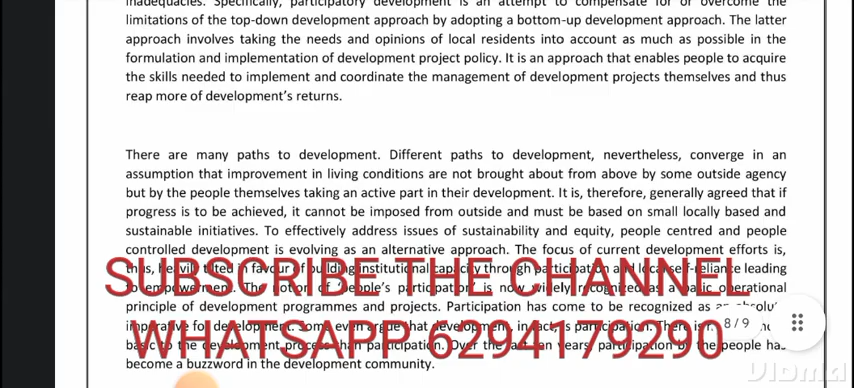 inadequacies. Specifically, participatory development is an attempt to compensate for or overcome the
limitations of the top-down development approach by adopting a bottom-up development approach. The latter
approach involves taking the needs and opinions of local residents into account as much as possible in the
formulation and implementation of development project policy. It is an approach that enables people to acquire
the skills needed to implement and coordinate the management of development projects themselves and thus
reap more of development's returns.
There are many paths to development. Different paths to development, nevertheless, converge in an
assumption that improvement in living conditions are not brought about from above by some outside agency
but by the people themselves taking an active part in their development. It is, therefore, generally agreed that if
progress is to be achieved, it cannot be imposed from outside and must be based on small locally based and
sustainable initiatives. To effectively address issues of sustainability and equity, people centred and people
controlled development is evolving as an alternative approach. The focus of current development efforts is,
thus, heavily tilted in favour of building institutional capacity through participation and local self-reliance leading
SUBSCRIBE THE CHANNEL
to empowerment. The notion of 'people's participation' is now widely recognized as a basic operational
principle of development programmes and projects. Participation has come to be recognized as an absolute
imperative for development. Some even argue that development, in fact is participation. There is
8 / 9
WHATSAPP 6294179290
basic to the development process than participation. Over the last ten years, participation by the people has
become a buzzword in the development community.